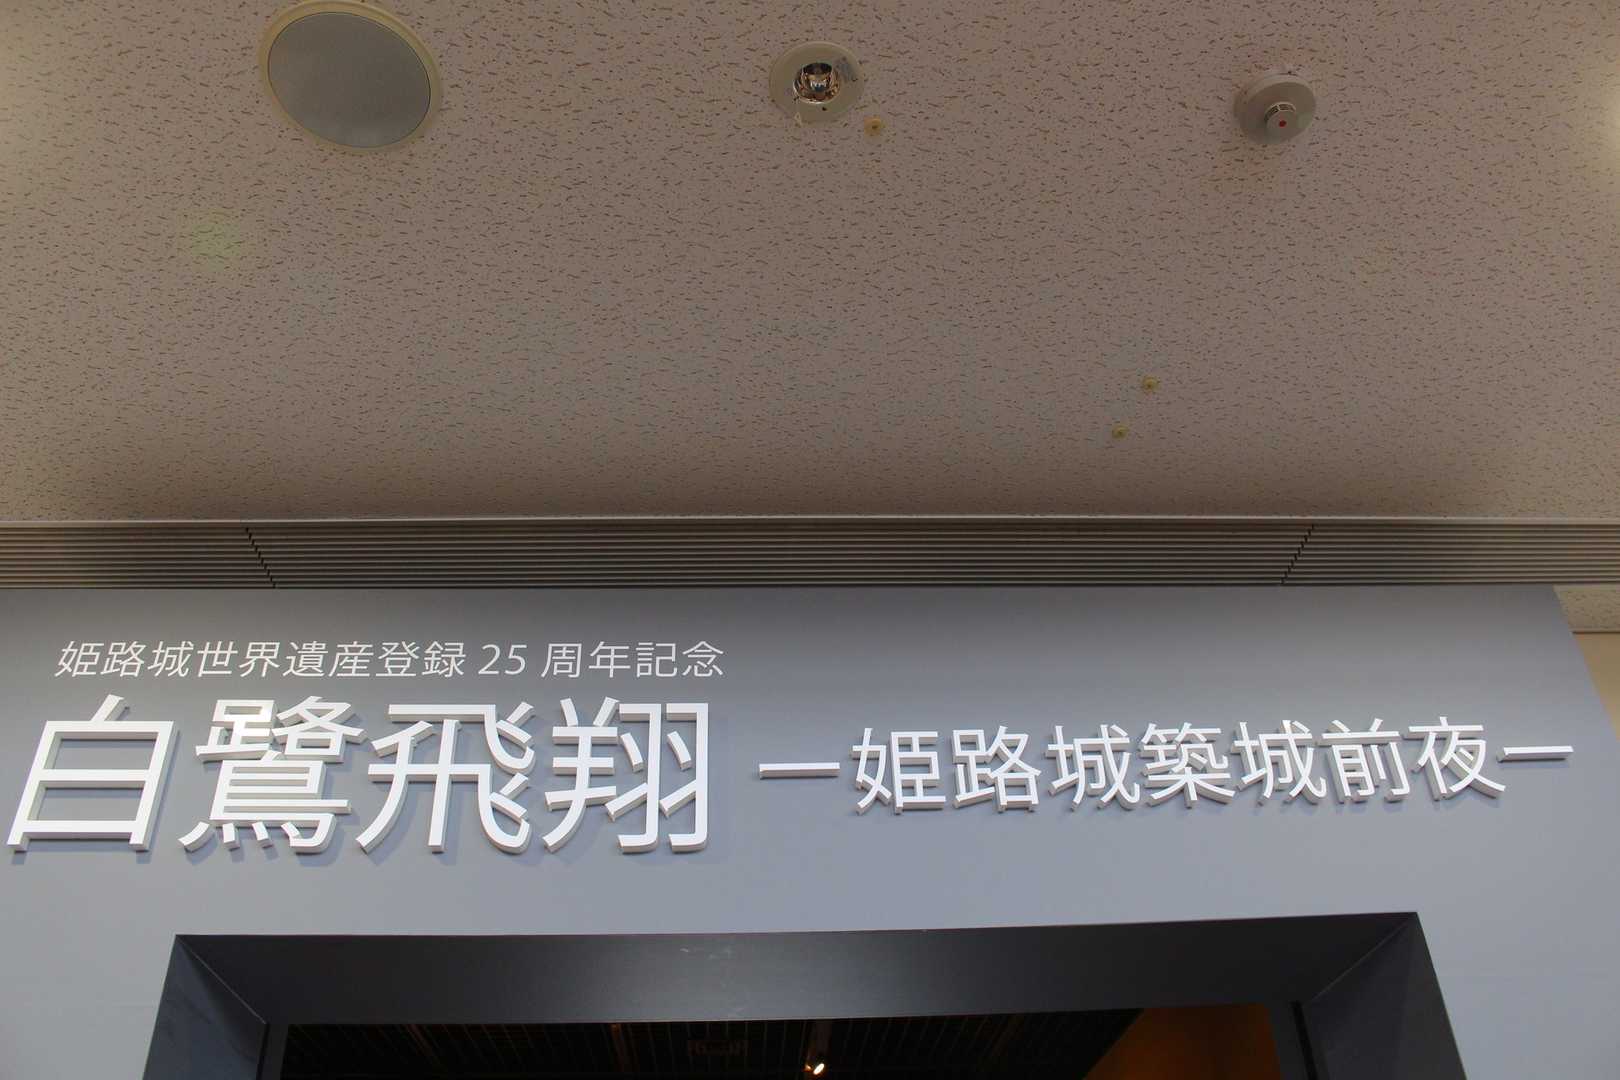 姫路城世界遺産登録 25 周年記念
白鷺飛翔 ー姫路城築城前夜ー